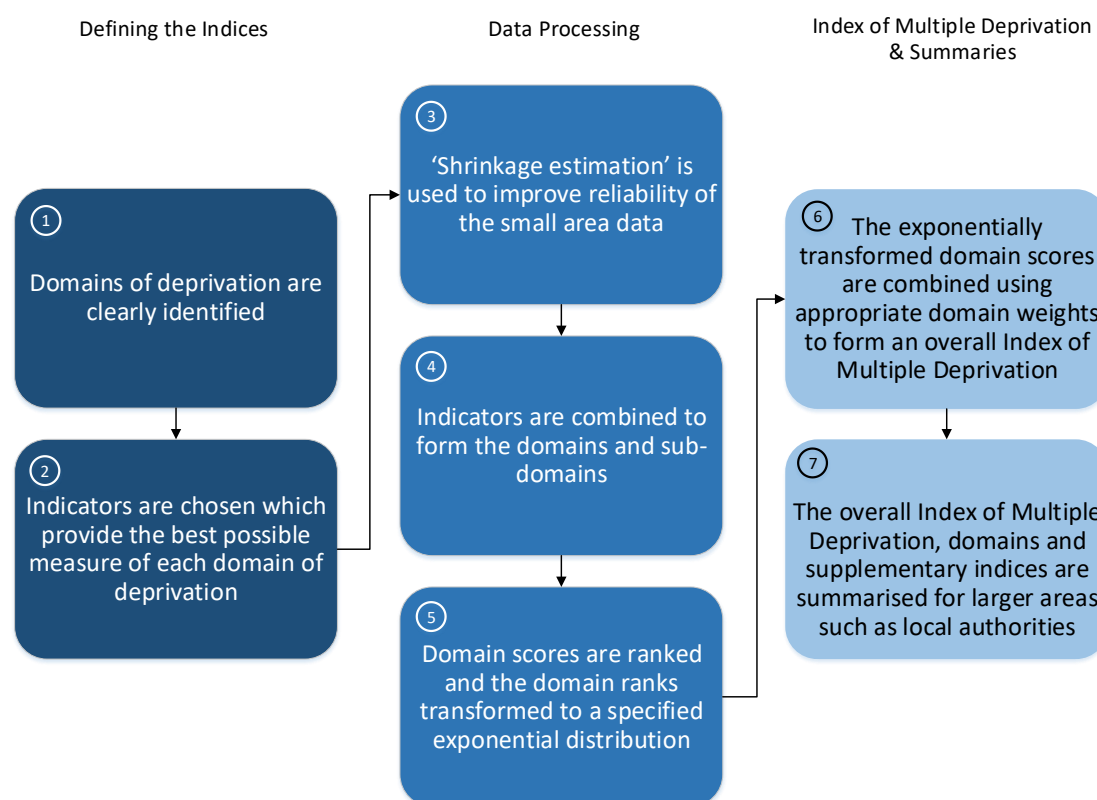 Defining the Indices
Data Processing
Index of Multiple Deprivation
& Summaries
1
Domains of deprivation are
clearly identified
2
Indicators are chosen which
provide the best possible
measure of each domain of
deprivation
3
‘Shrinkage estimation’ is
used to improve reliability of
the small area data
4
Indicators are combined to
form the domains and sub-
domains
5
Domain scores are ranked
and the domain ranks
transformed to a specified
exponential distribution
6
The exponentially
transformed domain scores
are combined using
appropriate domain weights
to form an overall Index of
Multiple Deprivation
7
The overall Index of Multiple
Deprivation, domains and
supplementary indices are
summarised for larger areas
such as local authorities